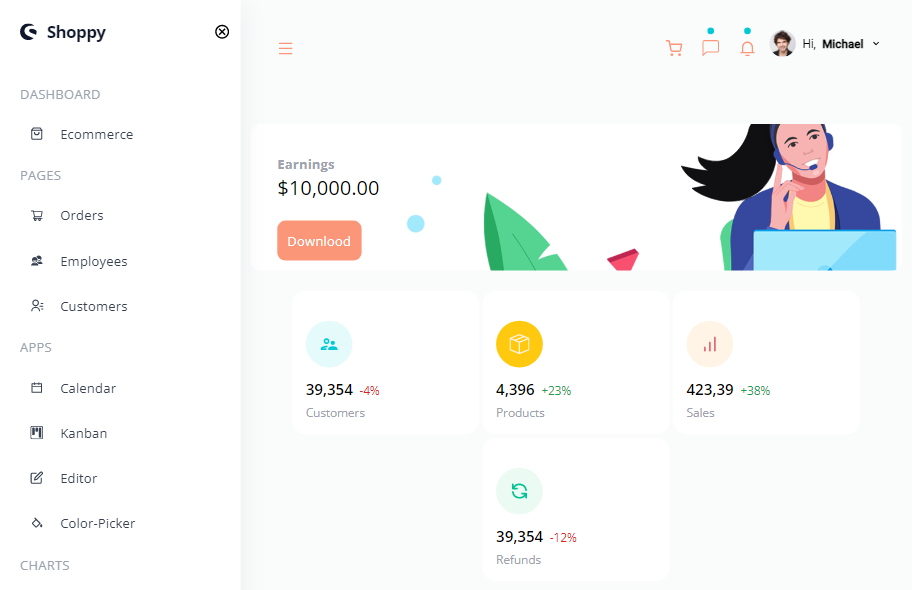 Shoppy
DASHBOARD
Ecommerce
PAGES
Orders
Employees
Customers
APPS
Calendar
Kanban
Editor
Color-Picker
CHARTS
Hi, Michael
Earnings
$10,000.00
Downlood
39,354 -4%
Customers
4,396 +23%
Products
423,39 +38%
Sales
39,354 -12%
Refunds